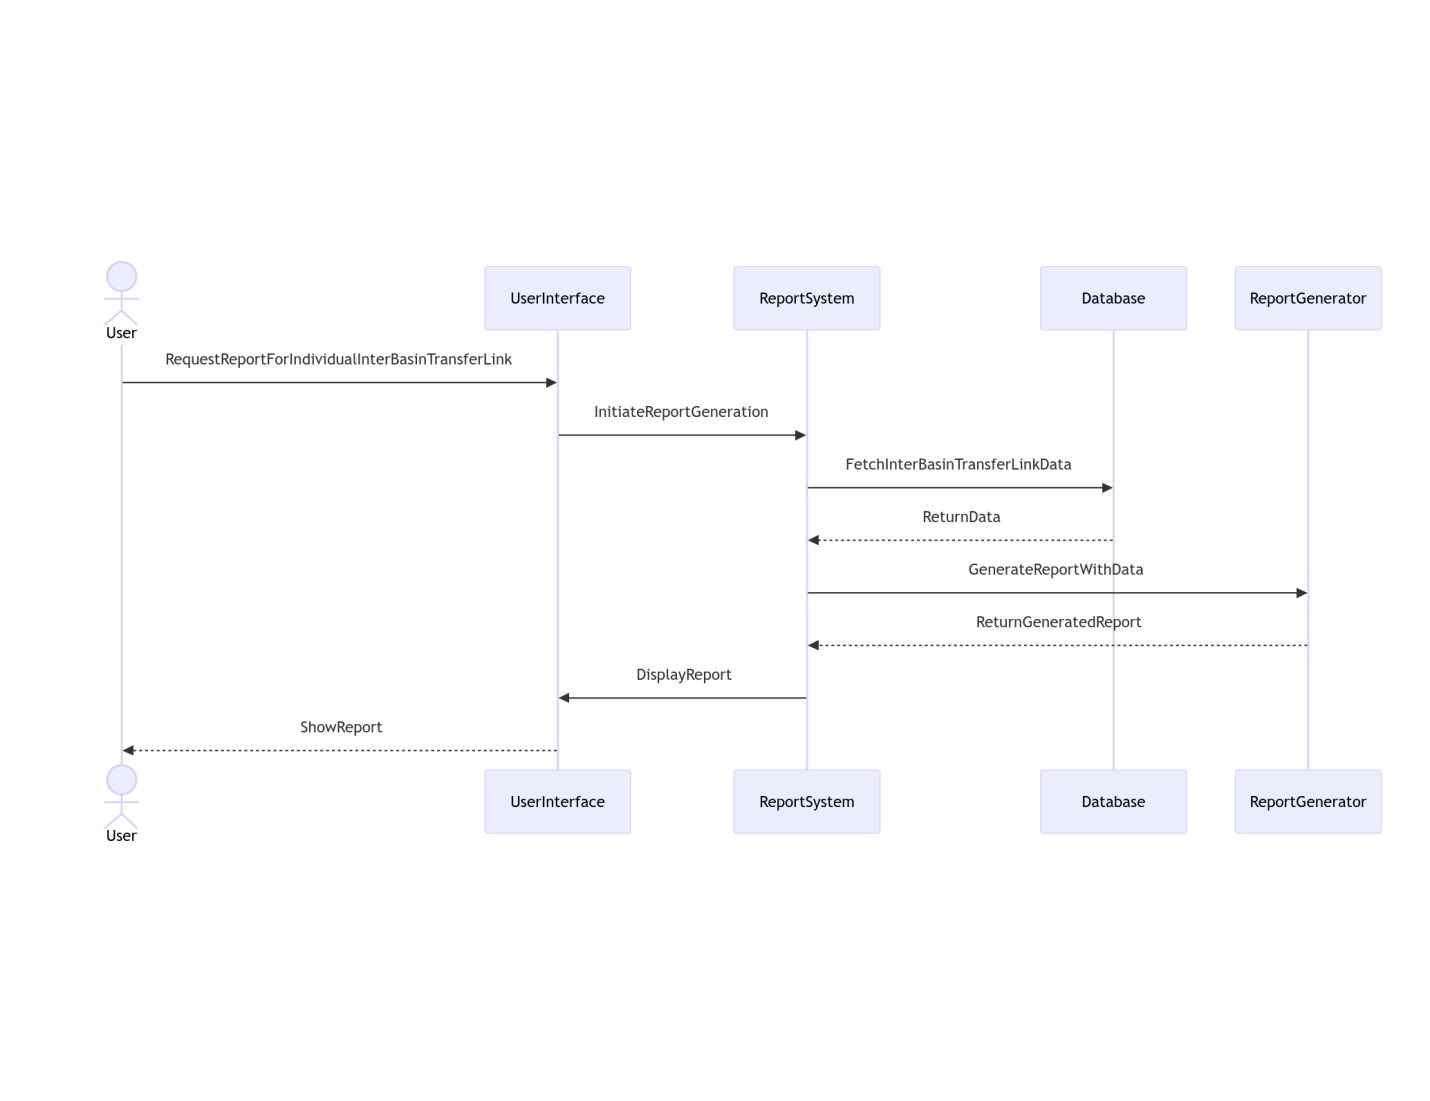 User
UserInterface
ReportSystem
Database
ReportGenerator
RequestReportForIndividualInterBasinTransferLink
InitiateReportGeneration
FetchInterBasinTransferLinkData
ReturnData
GenerateReportWithData
ReturnGeneratedReport
DisplayReport
ShowReport
User
UserInterface
ReportSystem
Database
ReportGenerator